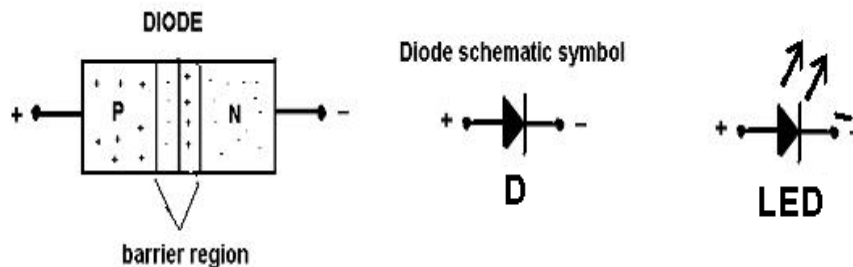 DIODE
+ P N −
barrier region
Diode schematic symbol
+ −
D
+ −
LED